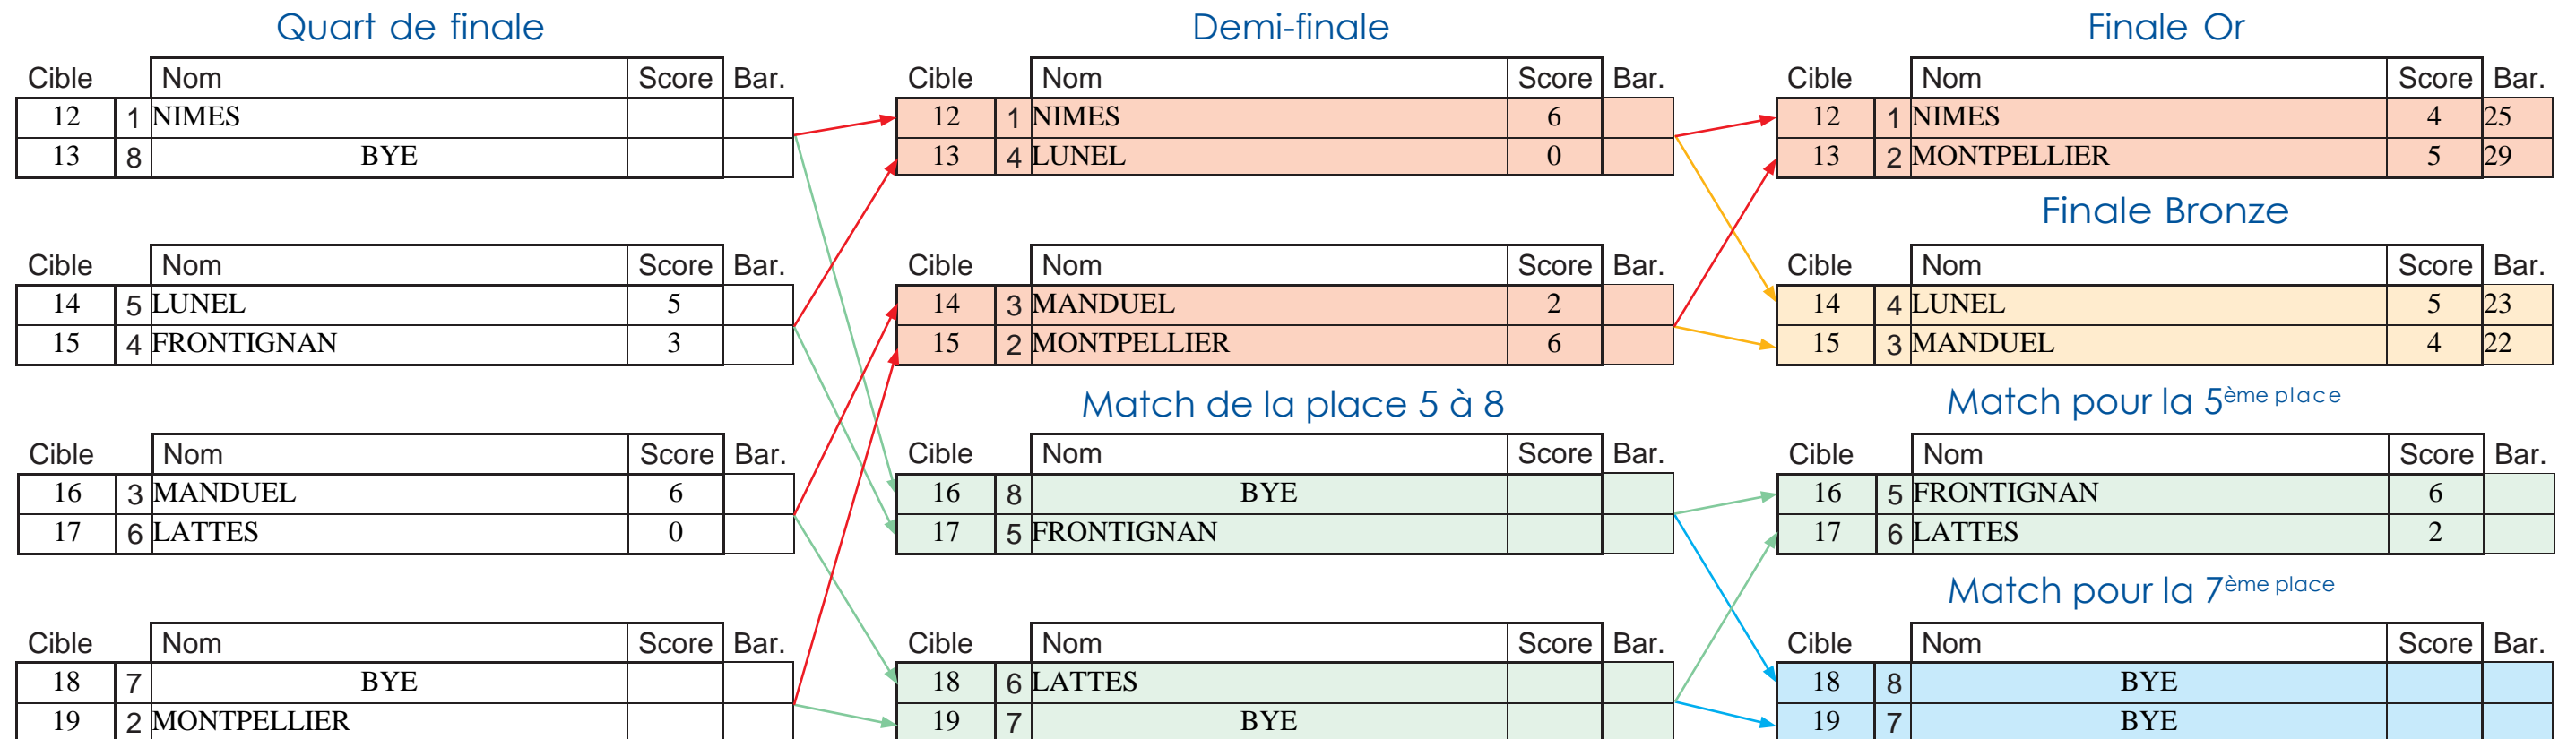 Quart de finale Demi-finale Finale Or
Cible Nom Score Bar. Cible Nom Score Bar. Cible Nom Score Bar.
12 1 NIMES 12 1 NIMES 6 12 1 NIMES 4 25
13 8 BYE 13 4 LUNEL 0 13 2 MONTPELLIER 5 29
Finale Bronze
Cible Nom Score Bar. Cible Nom Score Bar. Cible Nom Score Bar.
14 5 LUNEL 5 14 3 MANDUEL 2 14 4 LUNEL 5 23
15 4 FRONTIGNAN 3 15 2 MONTPELLIER 6 15 3 MANDUEL 4 22
Match de la place 5 à 8 Match pour la 5ème place
Cible Nom Score Bar. Cible Nom Score Bar. Cible Nom Score Bar.
16 3 MANDUEL 6 16 8 BYE 16 5 FRONTIGNAN 6
17 6 LATTES 0 17 5 FRONTIGNAN 17 6 LATTES 2
Match pour la 7ème place
Cible Nom Score Bar. Cible Nom Score Bar. Cible Nom Score Bar.
18 7 BYE 18 6 LATTES 18 8 BYE
19 2 MONTPELLIER 19 7 BYE 19 7 BYE